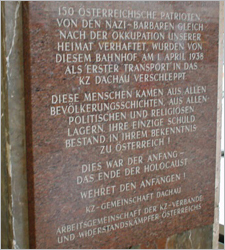 150 ÖSTERREICHISCHE PATRIOTEN,
VON DEN NAZI-BARBAREN GLEICH
NACH DER OKKUPATION UNSERER
HEIMAT VERHAFTET, WURDEN VON
DIESEM BAHNHOF AM 1. APRIL 1938
ALS ERSTER TRANSPORT IN DAS
KZ DACHAU VERSCHLEPPT.
DIESE MENSCHEN KAMEN AUS ALLEN
BEVÖLKERUNGSSCHICHTEN, AUS ALLEN
POLITISCHEN UND RELIGIÖSEN
LAGERN. IHRE EINZIGE SCHULD
BESTAND IN IHREM BEKENNTNIS
ZU ÖSTERREICH!
DIES WAR DER ANFANG-
DAS ENDE DER HOLOCAUST
WEHRET DEN ANFÄNGEN!
KZ-GEMEINSCHAFT DACHAU
ARBEITSGEMEINSCHAFT DER KZ-VERBÄNDE
UND WIDERSTANDSKÄMPFER ÖSTERREICHS